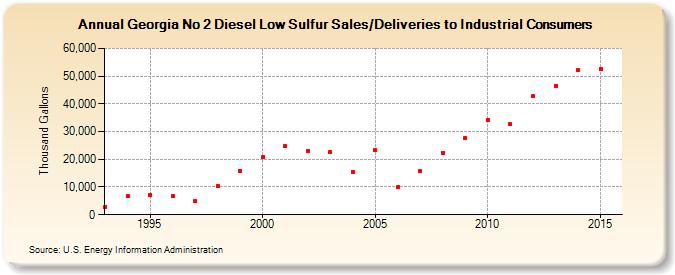 Annual Georgia No 2 Diesel Low Sulfur Sales/Deliveries to Industrial Consumers
Thousand Gallons
60,000
50,000
40,000
30,000
20,000
10,000
0
1995 2000 2005 2010 2015
Source: U.S. Energy Information Administration